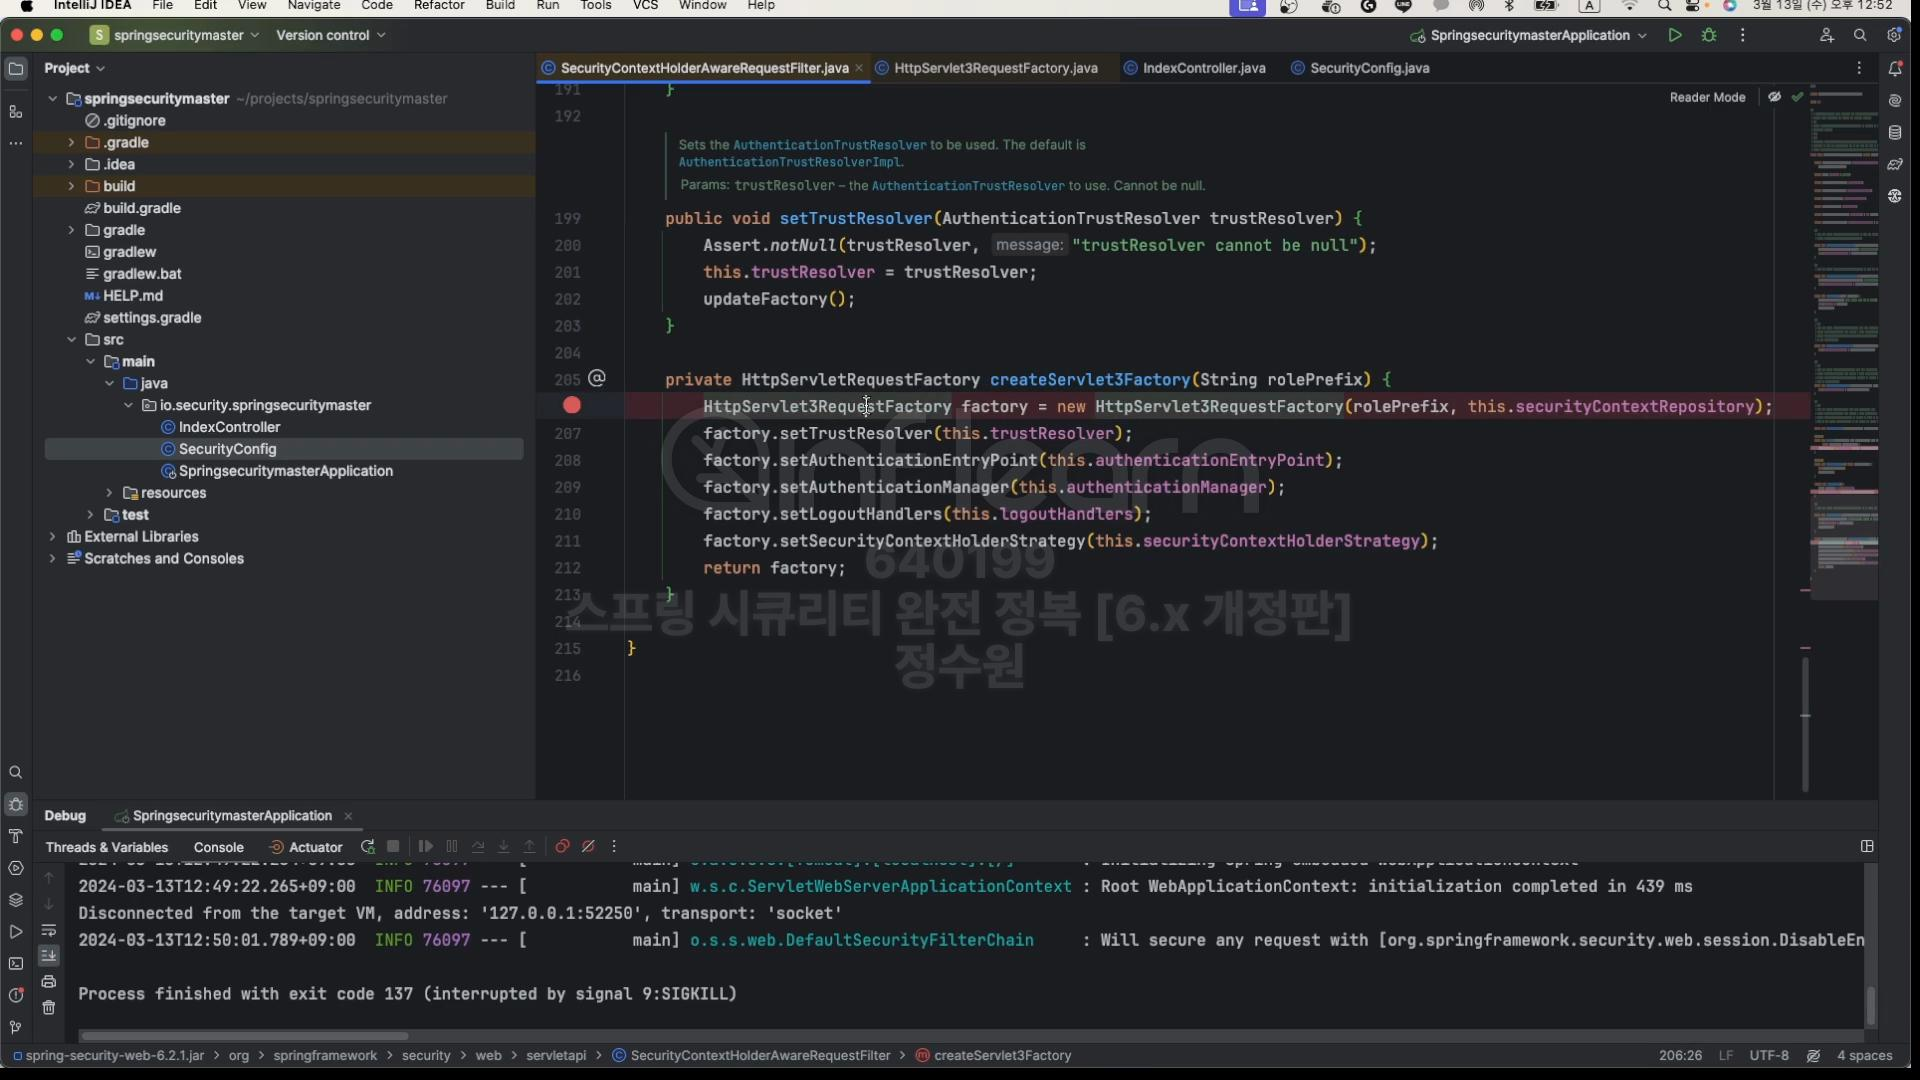 IntelliJ IDEA File Edit View Navigate Code Refactor Build Run Tools VCS Window Help A 3월 13일 (수) 오후 12:52
S springsecuritymaster Version control SpringsecuritymasterApplication
Project
SecurityContextHolderAwareRequestFilter.java HttpServlet3RequestFactory.java IndexController.java SecurityConfig.java
Reader Mode
springsecuritymaster ~/projects/springsecuritymaster
.gitignore
.gradle
.idea
build
build.gradle
gradle
gradlew
gradlew.bat
HELP.md
settings.gradle
src
main
java
io.security.springsecuritymaster
IndexController
SecurityConfig
SpringsecuritymasterApplication
resources
test
External Libraries
Scratches and Consoles
191 }
192
Sets the AuthenticationTrustResolver to be used. The default is
AuthenticationTrustResolverImpl.
Params: trustResolver – the AuthenticationTrustResolver to use. Cannot be null.
199 public void setTrustResolver(AuthenticationTrustResolver trustResolver) {
200 Assert.notNull(trustResolver, message: "trustResolver cannot be null");
201 this.trustResolver = trustResolver;
202 updateFactory();
203 }
204
205 private HttpServletRequestFactory createServlet3Factory(String rolePrefix) {
HttpServlet3RequestFactory factory = new HttpServlet3RequestFactory(rolePrefix, this.securityContextRepository);
207 factory.setTrustResolver(this.trustResolver);
208 factory.setAuthenticationEntryPoint(this.authenticationEntryPoint);
209 factory.setAuthenticationManager(this.authenticationManager);
210 factory.setLogoutHandlers(this.logoutHandlers);
211 factory.setSecurityContextHolderStrategy(this.securityContextHolderStrategy);
212 return factory;
213 }
214
215 }
216
inflearn
640199
스프링 시큐리티 완전 정복 [6.x 개정판]
정수원
Debug SpringsecuritymasterApplication
Threads & Variables Console Actuator
2024-03-13T12:49:22.265+09:00 INFO 76097 --- [ main] w.s.c.ServletWebServerApplicationContext : Root WebApplicationContext: initialization completed in 439 ms
Disconnected from the target VM, address: '127.0.0.1:52250', transport: 'socket'
2024-03-13T12:50:01.789+09:00 INFO 76097 --- [ main] o.s.s.web.DefaultSecurityFilterChain : Will secure any request with [org.springframework.security.web.session.DisableEn
Process finished with exit code 137 (interrupted by signal 9:SIGKILL)
spring-security-web-6.2.1.jar > org > springframework > security > web > servletapi > SecurityContextHolderAwareRequestFilter > createServlet3Factory 206:26 LF UTF-8 4 spaces